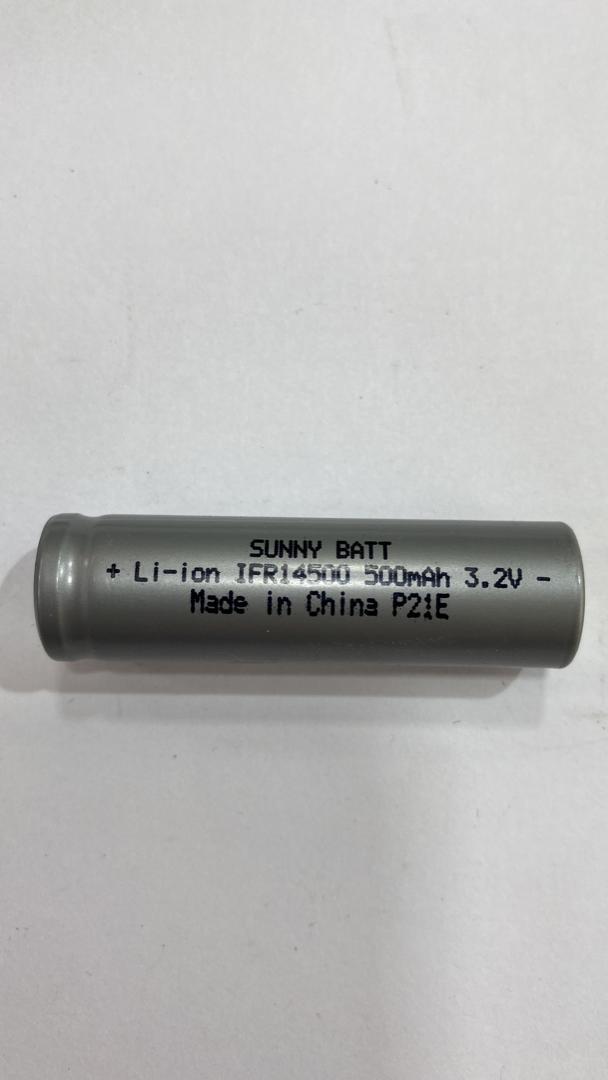 SUNNY BATT
+ Li-ion IFR14500 500mAh 3.2V -
Made in China P21E